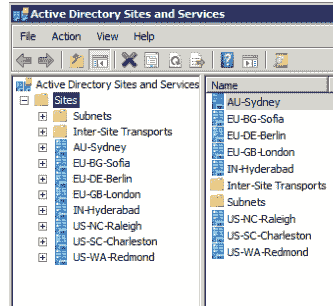 Active Directory Sites and Services
File Action View Help
Active Directory Sites and Services
Sites
Subnets
Inter-Site Transports
AU-Sydney
EU-BG-Sofia
EU-DE-Berlin
EU-GB-London
IN-Hyderabad
US-NC-Raleigh
US-SC-Charleston
US-WA-Redmond
Name
AU-Sydney
EU-BG-Sofia
EU-DE-Berlin
EU-GB-London
IN-Hyderabad
Inter-Site Transports
Subnets
US-NC-Raleigh
US-SC-Charleston
US-WA-Redmond